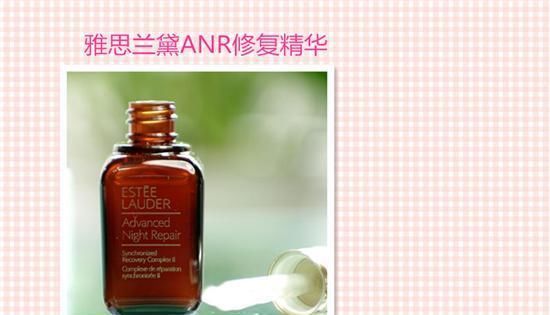 雅思兰黛ANR修复精华
ESTĒE
LAUDER
Advanced
Night Repair
Synchronized
Recovery Complex II
Complexe de réparation
synchronisée II